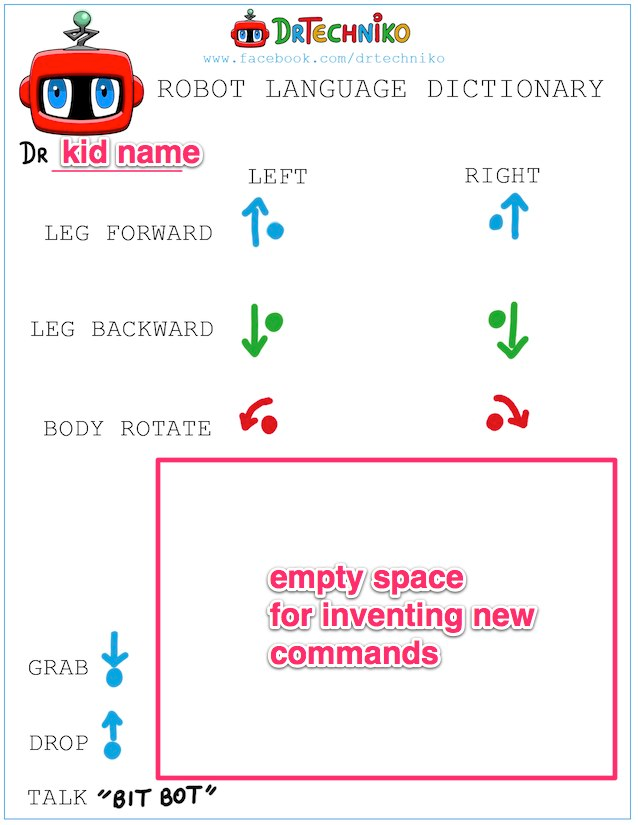 DRTECHNIKO
www.facebook.com/drtechniko
ROBOT LANGUAGE DICTIONARY
DR kid name
LEFT RIGHT
LEG FORWARD
LEG BACKWARD
BODY ROTATE
empty space
for inventing new
commands
GRAB
DROP
TALK "BIT BOT"